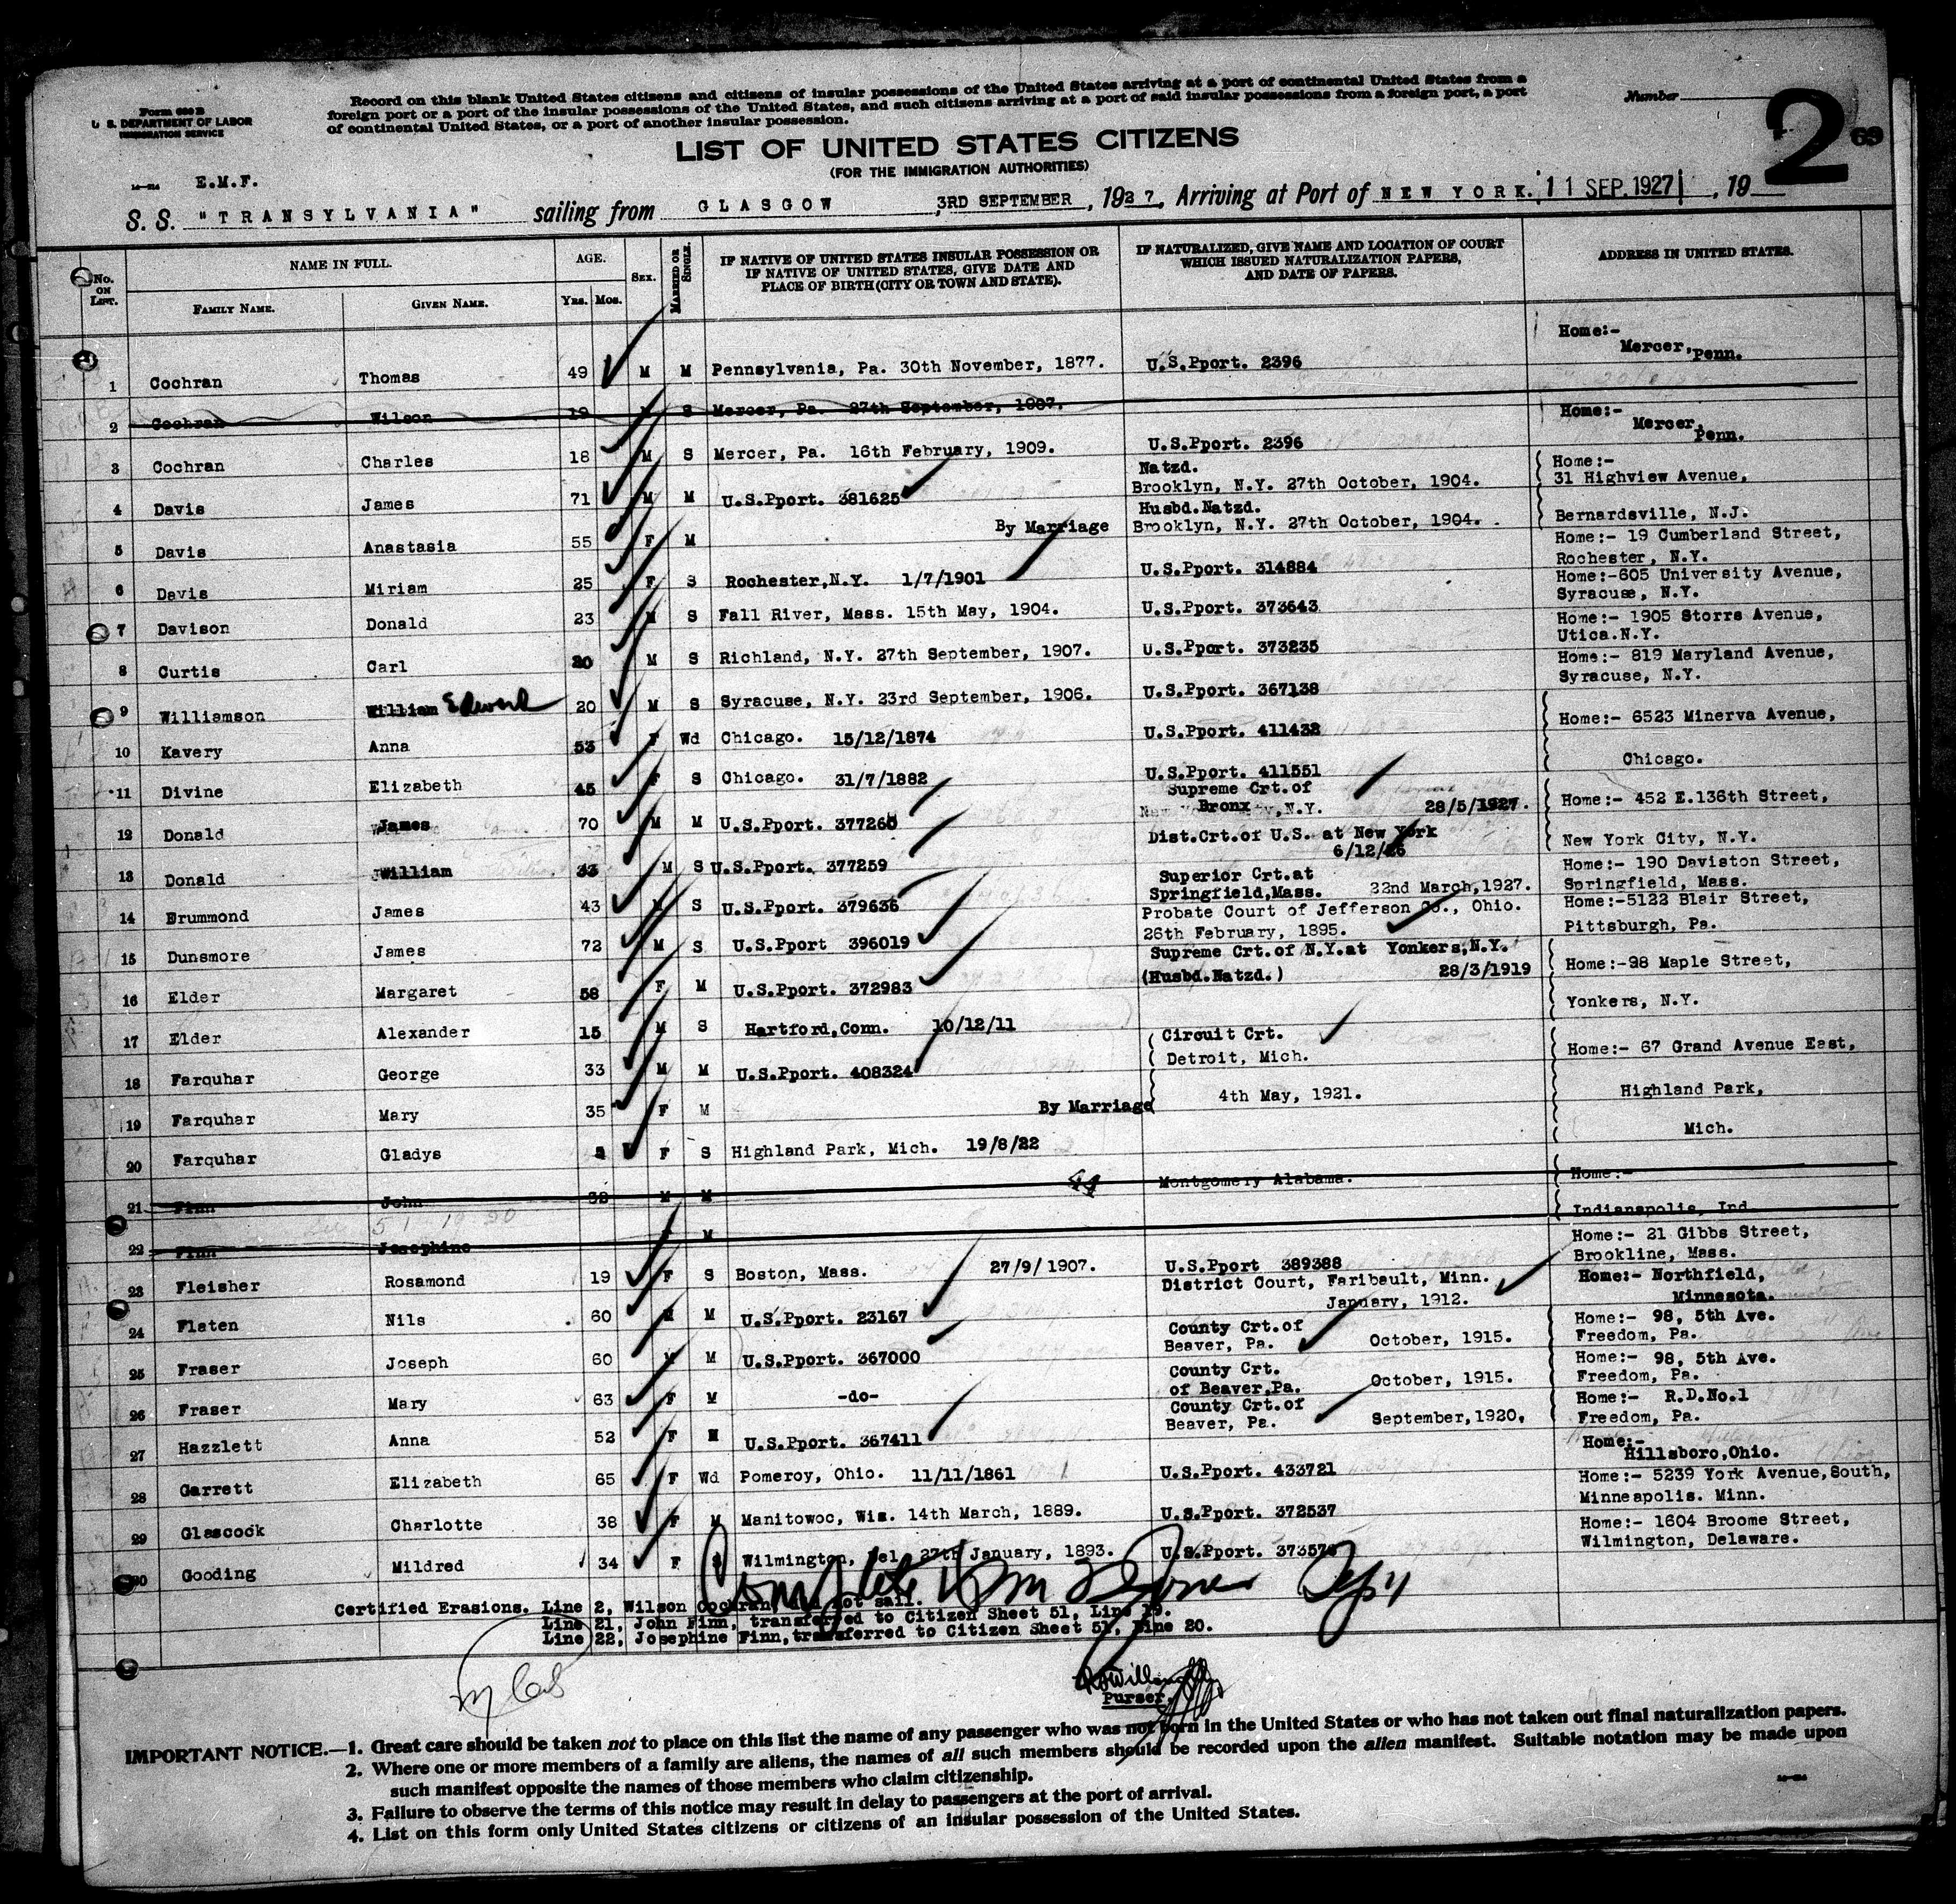 Form 630 B
U. S. DEPARTMENT OF LABOR
IMMIGRATION SERVICE
Record on this blank United States citizens and citizens of insular possessions of the United States arriving at a port of continental United States from a
foreign port or a port of the insular possessions of the United States, and such citizens arriving at a port of said insular possessions from a foreign port, a port
of continental United States, or a port of another insular possession.
Number
2
69
LIST OF UNITED STATES CITIZENS
(FOR THE IMMIGRATION AUTHORITIES)
E.M.F.
S. S. "TRANSYLVANIA" sailing from GLASGOW 3RD SEPTEMBER, 1927, Arriving at Port of NEW YORK. 11 SEP. 1927, 19
No. ON LIST. NAME IN FULL. AGE. SEX. MARRIED OR SINGLE. IF NATIVE OF UNITED STATES INSULAR POSSESSION OR IF NATIVE OF UNITED STATES, GIVE DATE AND PLACE OF BIRTH (CITY OR TOWN AND STATE). IF NATURALIZED, GIVE NAME AND LOCATION OF COURT WHICH ISSUED NATURALIZATION PAPERS, AND DATE OF PAPERS. ADDRESS IN UNITED STATES.
FAMILY NAME. GIVEN NAME. YRS. MOS.
1 Cochran Thomas 49 M M Pennsylvania, Pa. 30th November, 1877. U.S.Pport. 2396 Home:- Mercer, Penn.
2 Cochran Wilson 19 S Mercer, Pa. 27th September, 1907.
3 Cochran Charles 18 M S Mercer, Pa. 16th February, 1909. U.S.Pport. 2396 Home:- Mercer, Penn.
4 Davis James 71 M M U.S.Pport. 381625 Natzd. Brooklyn, N.Y. 27th October, 1904. Home:- 31 Highview Avenue,
5 Davis Anastasia 55 F M By Marriage Husbd.Natzd. Brooklyn, N.Y. 27th October, 1904. Bernardsville, N.J.
6 Davis Miriam 25 F S Rochester,N.Y. 1/7/1901 U.S.Pport. 314884 Home:- 19 Cumberland Street, Rochester, N.Y.
7 Davison Donald 23 M S Fall River, Mass. 15th May, 1904. U.S.Pport. 373643 Home:-605 University Avenue, Syracuse, N.Y.
8 Curtis Carl 20 M S Richland, N.Y. 27th September, 1907. U.S.Pport. 373235 Home:- 1905 Storrs Avenue, Utica.N.Y.
9 Williamson William Edward 20 M S Syracuse, N.Y. 23rd September, 1906. U.S.Pport. 367138 Home:- 819 Maryland Avenue, Syracuse, N.Y.
10 Kavery Anna 53 F Wd Chicago. 15/12/1874 U.S.Pport. 411432 Home:- 6523 Minerva Avenue,
11 Divine Elizabeth 45 F S Chicago. 31/7/1882 U.S.Pport. 411551 Chicago.
12 Donald James 70 M M U.S.Pport. 377260 Supreme Crt.of Bronx, N.Y. 28/5/1927. Home:- 452 E.136th Street,
13 Donald William M S U.S.Pport. 377259 Dist.Crt.of U.S. at New York 6/12/26 New York City, N.Y.
14 Drummond James 43 M S U.S.Pport. 379636 Superior Crt.at Springfield,Mass. 22nd March,1927. Home:- 190 Daviston Street, Springfield, Mass.
15 Dunsmore James 72 M S U.S.Pport 396019 Probate Court of Jefferson Co., Ohio. 26th February, 1895. Home:-5122 Blair Street, Pittsburgh, Pa.
16 Elder Margaret 58 F M U.S.Pport. 372983 Supreme Crt.of N.Y.at Yonkers,N.Y. (Husbd.Natzd.) 28/3/1919 Home:-98 Maple Street,
17 Elder Alexander 15 M S Hartford,Conn. 10/12/11 Yonkers, N.Y.
18 Farquhar George 33 M M U.S.Pport. 408324 Circuit Crt. Detroit, Mich. Home:- 67 Grand Avenue East,
19 Farquhar Mary 35 F M By Marriage 4th May, 1921. Highland Park,
20 Farquhar Gladys F S Highland Park, Mich. 19/8/22 Mich.
21 Finn John 38 M M 44 Montgomery Alabama. Home:- Indianapolis, Ind.
22 Finn Josephine M
51 19 20
23 Fleisher Rosamond 19 F S Boston, Mass. 27/9/1907. U.S.Pport 389388 Home:- 21 Gibbs Street, Brookline, Mass.
24 Flaten Nils 60 M M U.S.Pport. 23167 District Court, Faribault, Minn. January, 1912. Home:- Northfield, Minnesota.
25 Fraser Joseph 60 M M U.S.Pport. 367000 County Crt.of Beaver, Pa. October, 1915. Home:- 98, 5th Ave. Freedom, Pa.
26 Fraser Mary 63 F M -do- County Crt. of Beaver,Pa. October, 1915. Home:- 98, 5th Ave. Freedom, Pa.
27 Hazzlett Anna 52 F M U.S.Pport. 367411 County Crt.of Beaver, Pa. September,1920. Home:- R.D.No.1 Freedom, Pa.
28 Garrett Elizabeth 65 F Wd Pomeroy, Ohio. 11/11/1861 U.S.Pport. 433721 Home:- Hillsboro,Ohio.
29 Glascock Charlotte 38 F M Manitowoc, Wis. 14th March, 1889. U.S.Pport. 372537 Home:- 5239 York Avenue,South, Minneapolis. Minn.
30 Gooding Mildred 34 F S Wilmington, Del. 27th January, 1893. U.S.Pport. Home:- 1604 Broome Street, Wilmington, Delaware.
Certified Erasions. Line 2, Wilson Cochran, did not sail.
Line 21, John Finn, transferred to Citizen Sheet 51, Line 19.
Line 22, Josephine Finn,transferred to Citizen Sheet 51, Line 20.
Purser.
IMPORTANT NOTICE.—1. Great care should be taken not to place on this list the name of any passenger who was not born in the United States or who has not taken out final naturalization papers.
2. Where one or more members of a family are aliens, the names of all such members should be recorded upon the alien manifest. Suitable notation may be made upon
such manifest opposite the names of those members who claim citizenship.
3. Failure to observe the terms of this notice may result in delay to passengers at the port of arrival.
4. List on this form only United States citizens or citizens of an insular possession of the United States.